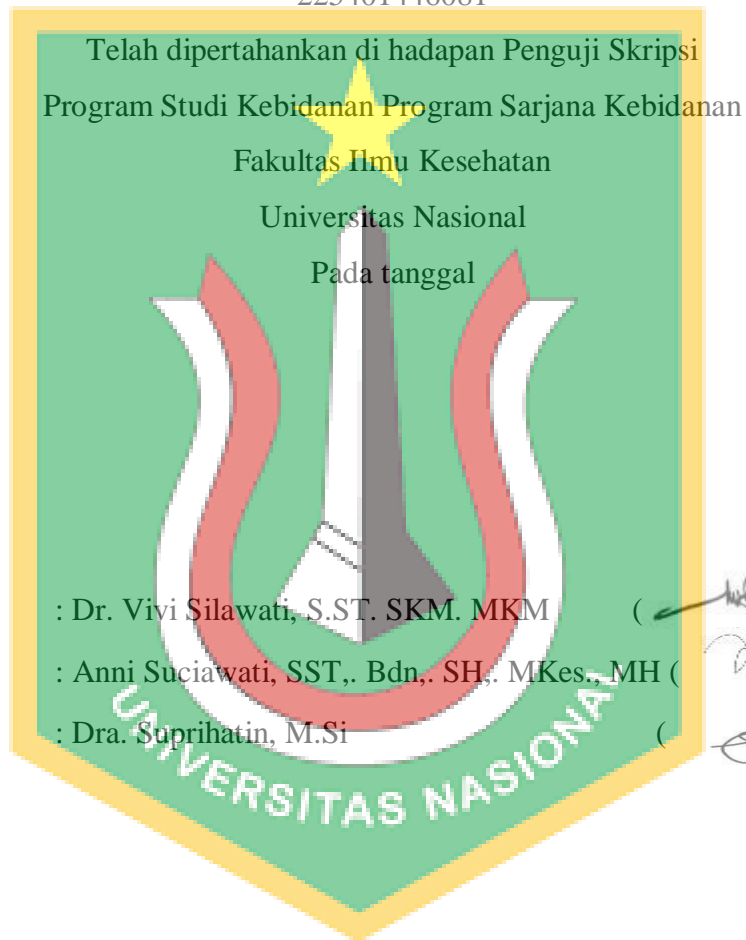 Telah dipertahankan di hadapan Penguji Skripsi
Program Studi Kebidanan Program Sarjana Kebidanan
Fakultas Ilmu Kesehatan
Universitas Nasional
Pada tanggal
: Dr. Vivi Silawati, S.ST. SKM. MKM (
: Anni Suciawati, SST,. Bdn,. SH,. MKes., MH (
: Dra. Suprihatin, M.Si (
UNIVERSITAS NASIONAL